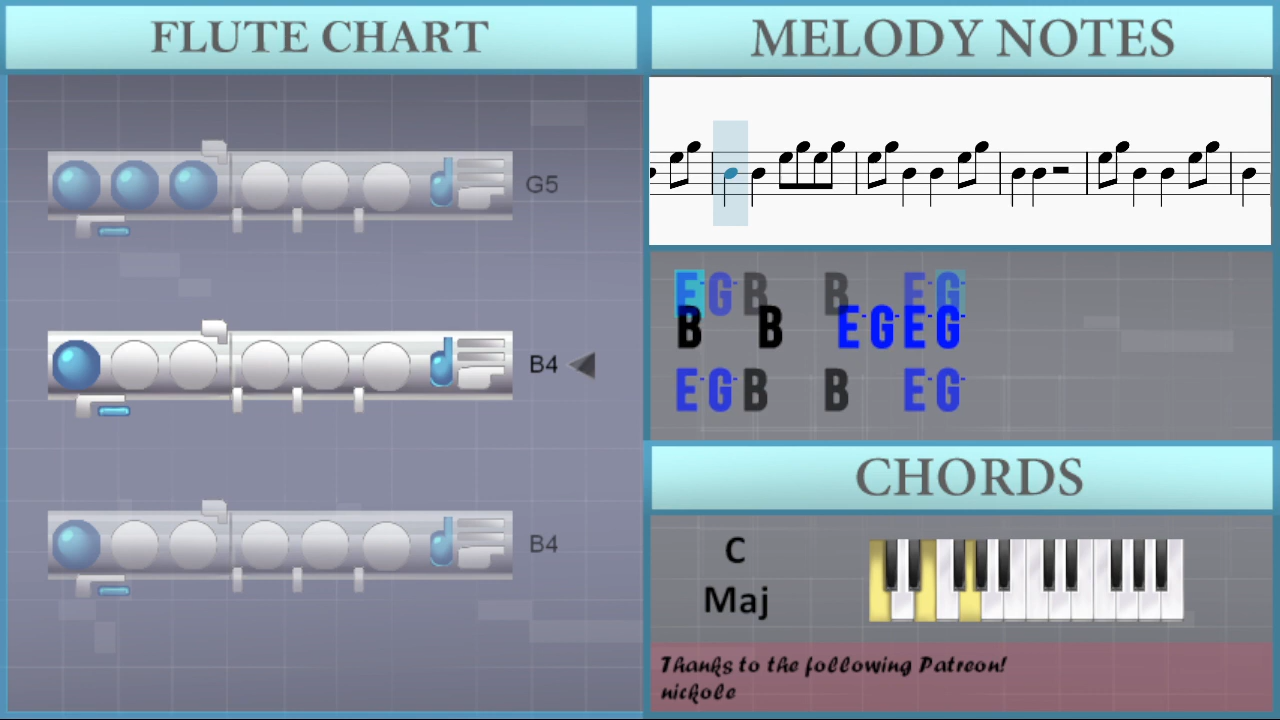 FLUTE CHART
G5
B4
B4
MELODY NOTES
E-G-B B E-G-
B B E-G-E-G-
E-G-B B E-G-
CHORDS
C
Maj
Thanks to the following Patreon!
nickole